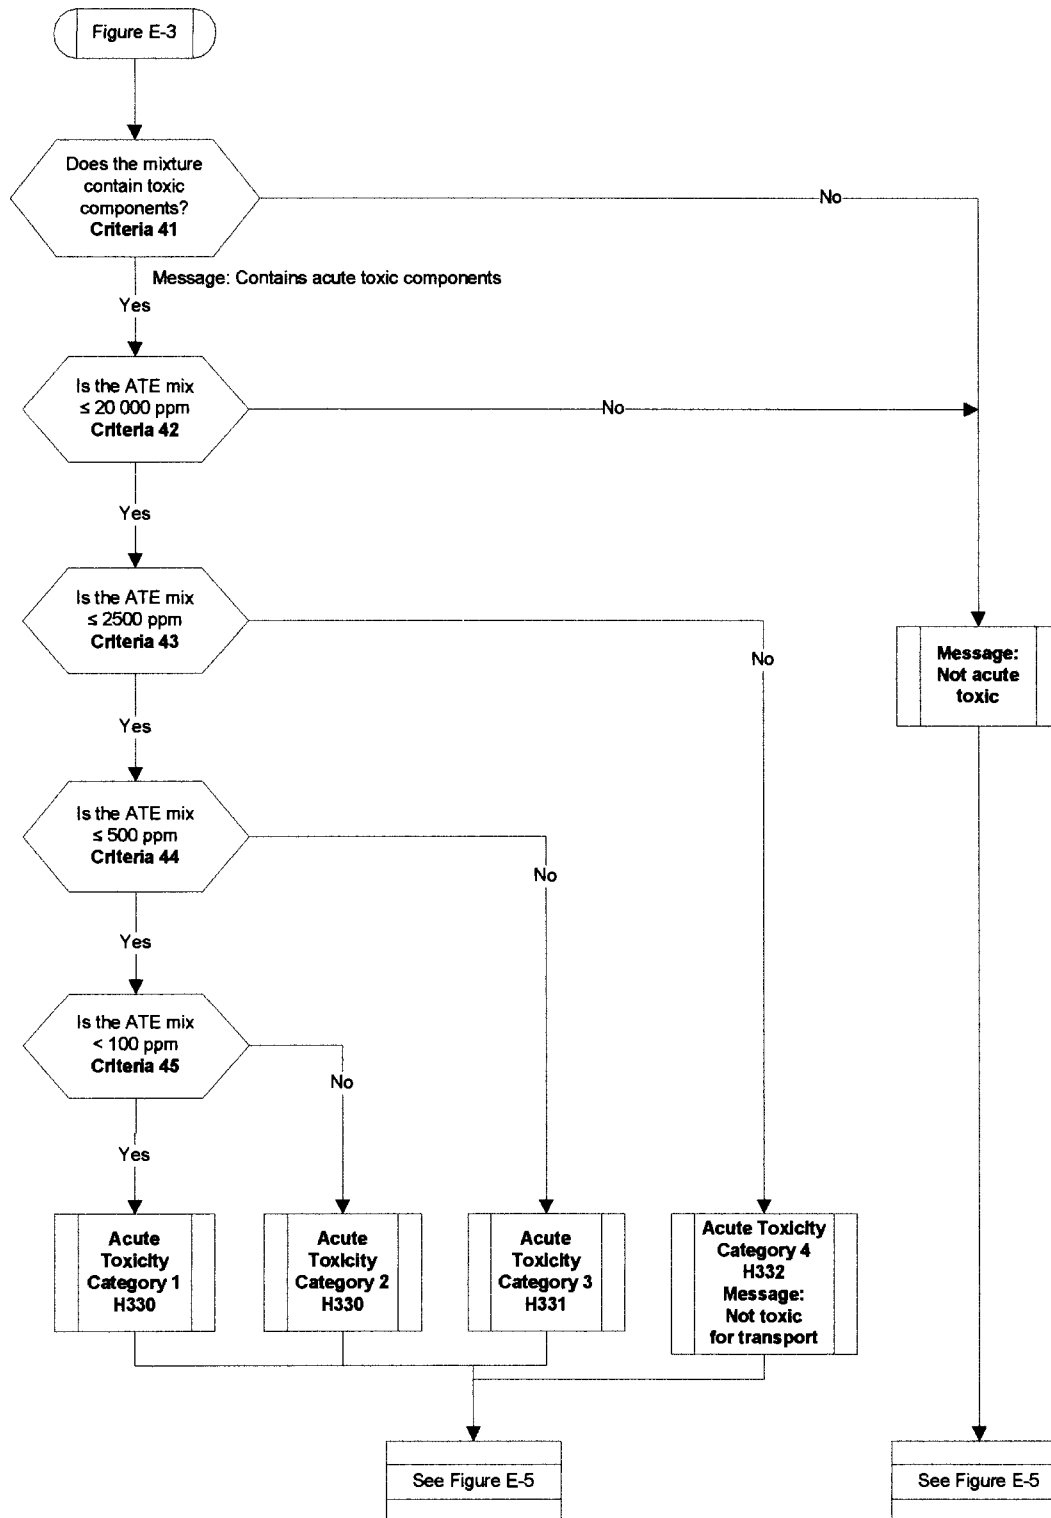 Figure E-3
Does the mixture
contain toxic
components?
Criteria 41
No
Message: Contains acute toxic components
Yes
Is the ATE mix
≤ 20 000 ppm
Criteria 42
No
Yes
Is the ATE mix
≤ 2500 ppm
Criteria 43
No
Message:
Not acute
toxic
Yes
Is the ATE mix
≤ 500 ppm
Criteria 44
No
Yes
Is the ATE mix
< 100 ppm
Criteria 45
No
Yes
Acute
Toxicity
Category 1
H330
Acute
Toxicity
Category 2
H330
Acute
Toxicity
Category 3
H331
Acute Toxicity
Category 4
H332
Message:
Not toxic
for transport
See Figure E-5
See Figure E-5